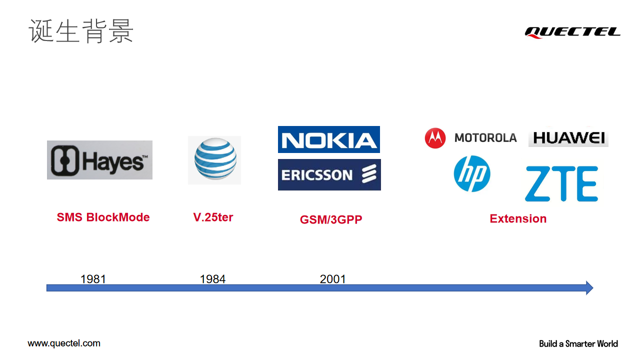 诞生背景
QUECTEL
Hayes™
NOKIA
ERICSSON
MOTOROLA
HUAWEI
hp
ZTE
SMS BlockMode
V.25ter
GSM/3GPP
Extension
1981
1984
2001
www.quectel.com
Build a Smarter World